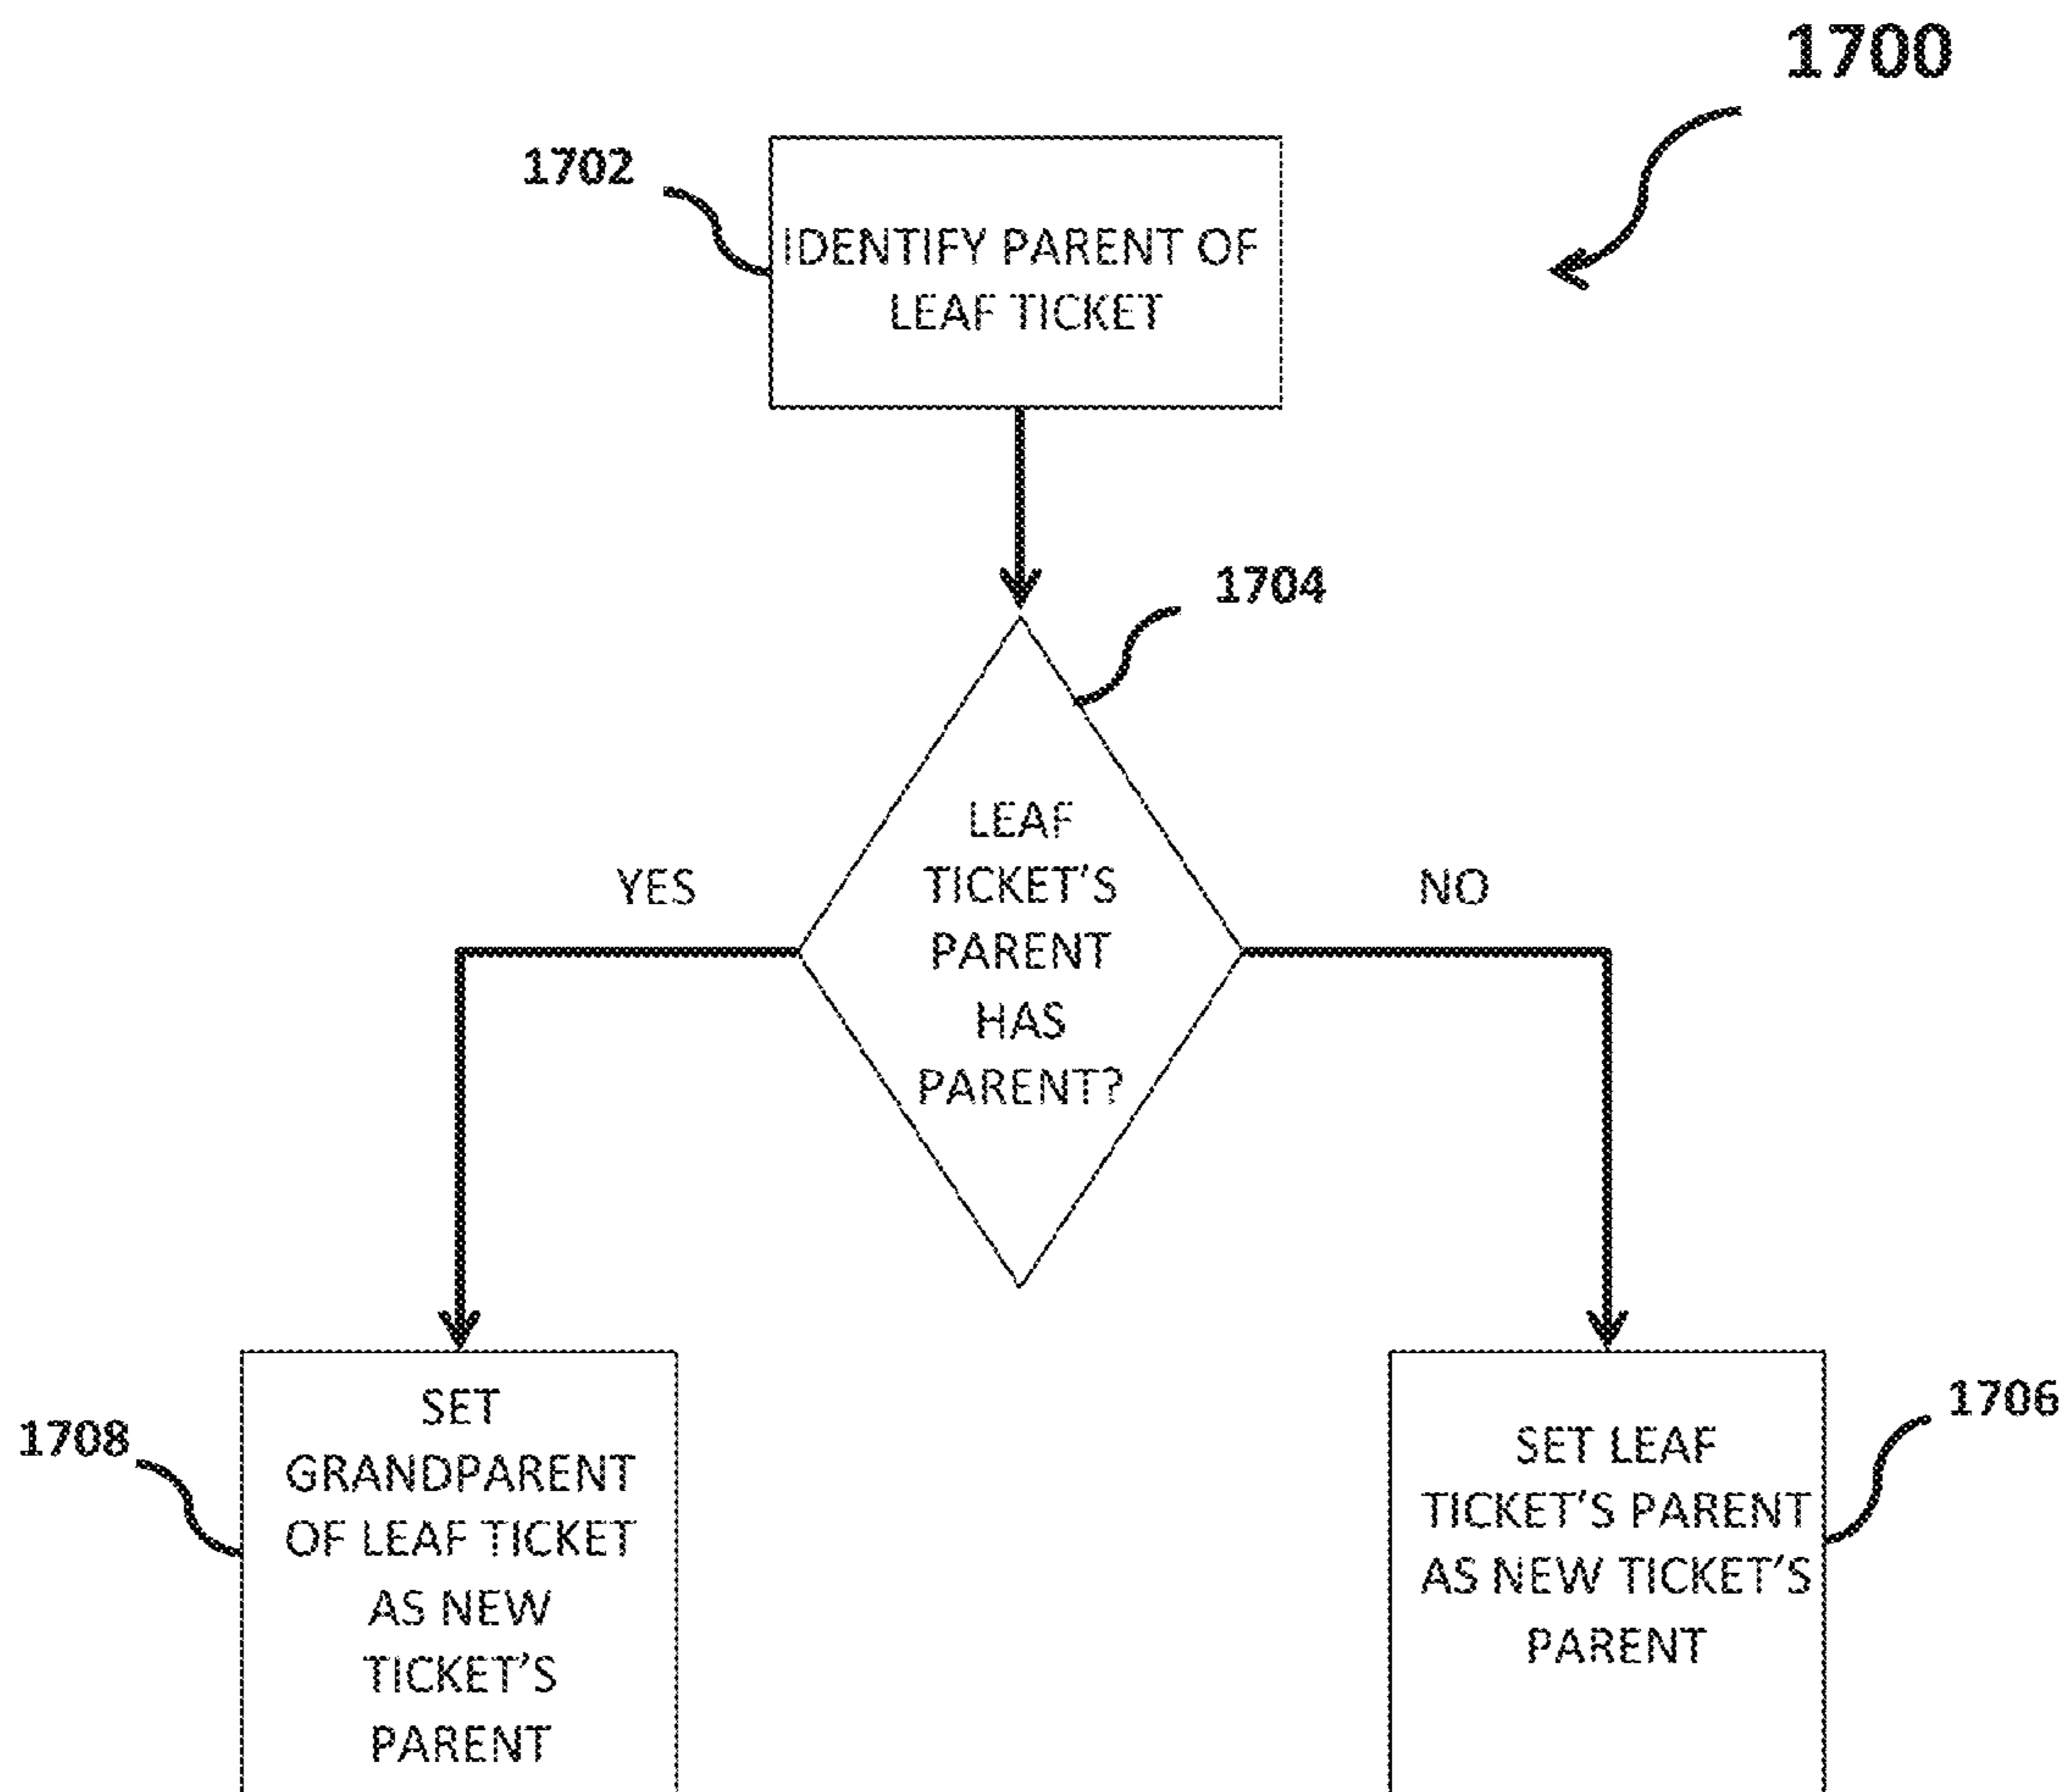 1700
1702
IDENTIFY PARENT OF
LEAF TICKET
1704
LEAF
TICKET'S
PARENT
HAS
PARENT?
YES
NO
1708
SET
GRANDPARENT
OF LEAF TICKET
AS NEW
TICKET'S
PARENT
1706
SET LEAF
TICKET'S PARENT
AS NEW TICKET'S
PARENT